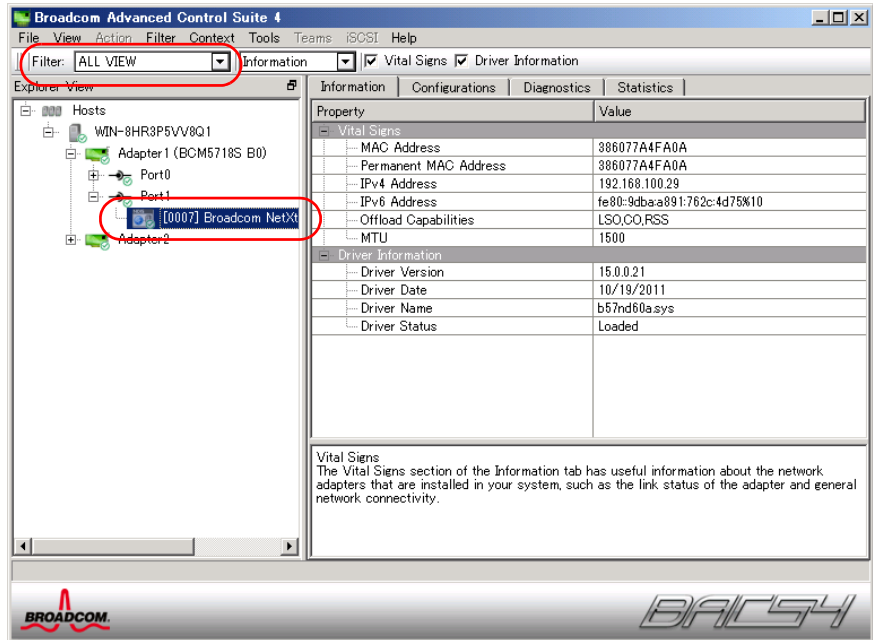 Broadcom Advanced Control Suite 4
File View Action Filter Context Tools Teams iSCSI Help
Filter: ALL VIEW Information Vital Signs Driver Information
Explorer View
Information Configurations Diagnostics Statistics
Hosts
WIN-8HR3P5VV8Q1
Adapter1 (BCM5718S B0)
Port0
Port1
[0007] Broadcom NetXt
Adapter2
Property Value
Vital Signs
MAC Address 386077A4FA0A
Permanent MAC Address 386077A4FA0A
IPv4 Address 192.168.100.29
IPv6 Address fe80::9dba:a891:762c:4d75%10
Offload Capabilities LSO,CO,RSS
MTU 1500
Driver Information
Driver Version 15.0.0.21
Driver Date 10/19/2011
Driver Name b57nd60a.sys
Driver Status Loaded
Vital Signs
The Vital Signs section of the Information tab has useful information about the network
adapters that are installed in your system, such as the link status of the adapter and general
network connectivity.
BROADCOM.
BACS4